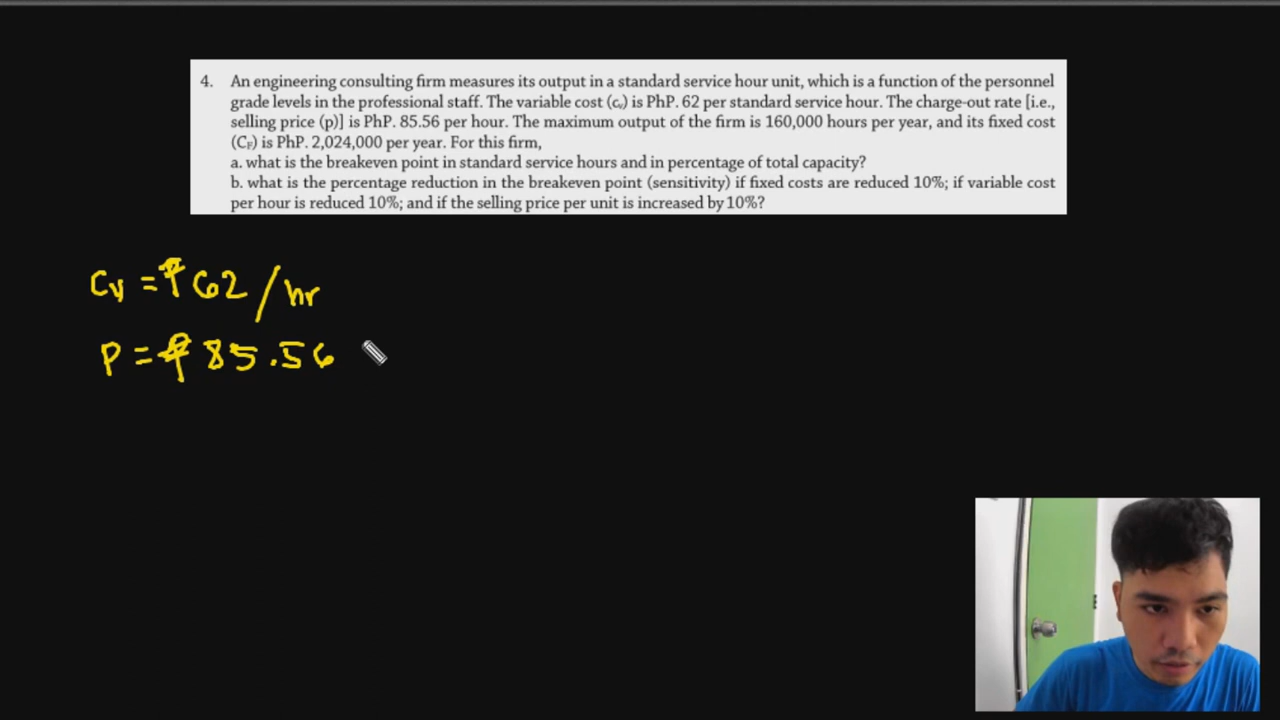 4. An engineering consulting firm measures its output in a standard service hour unit, which is a function of the personnel
grade levels in the professional staff. The variable cost (cᵥ) is PhP. 62 per standard service hour. The charge-out rate [i.e.,
selling price (p)] is PhP. 85.56 per hour. The maximum output of the firm is 160,000 hours per year, and its fixed cost
(C_F) is PhP. 2,024,000 per year. For this firm,
a. what is the breakeven point in standard service hours and in percentage of total capacity?
b. what is the percentage reduction in the breakeven point (sensitivity) if fixed costs are reduced 10%; if variable cost
per hour is reduced 10%; and if the selling price per unit is increased by 10%?
Cv = ₱62/hr
P = ₱85.56